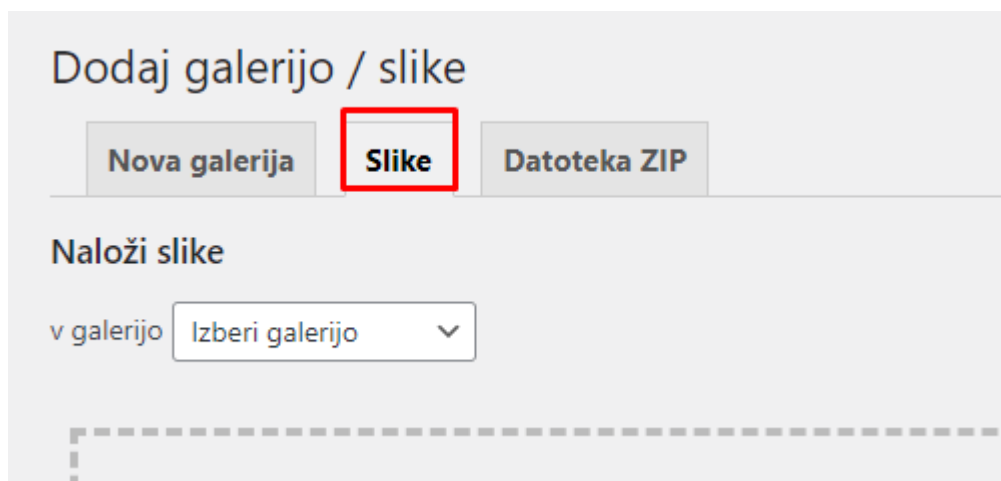 Dodaj galerijo / slike
Nova galerija Slike Datoteka ZIP
Naloži slike
v galerijo Izberi galerijo